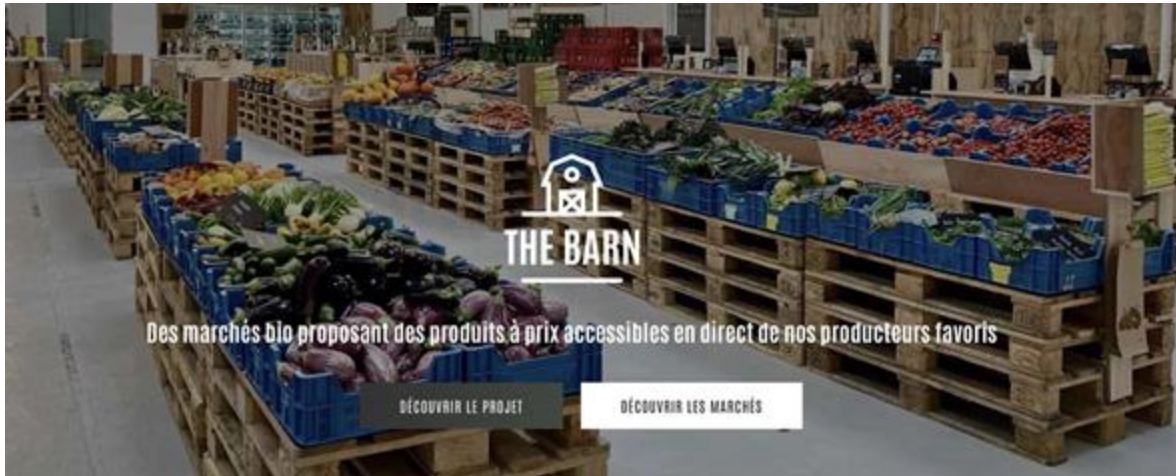 THE BARN
Des marchés bio proposant des produits à prix accessibles en direct de nos producteurs favoris
DÉCOUVRIR LE PROJET
DÉCOUVRIR LES MARCHÉS